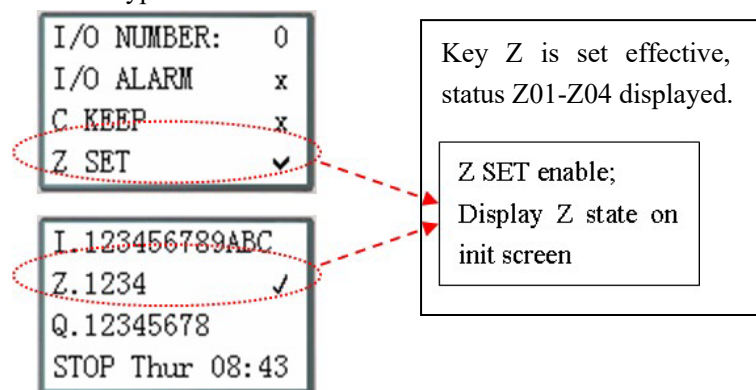 I/O NUMBER: 0
I/O ALARM x
C KEEP x
Z SET ✔
I.123456789ABC
Z.1234 ✓
Q.12345678
STOP Thur 08:43
Key Z is set effective,
status Z01-Z04 displayed.
Z SET enable;
Display Z state on
init screen